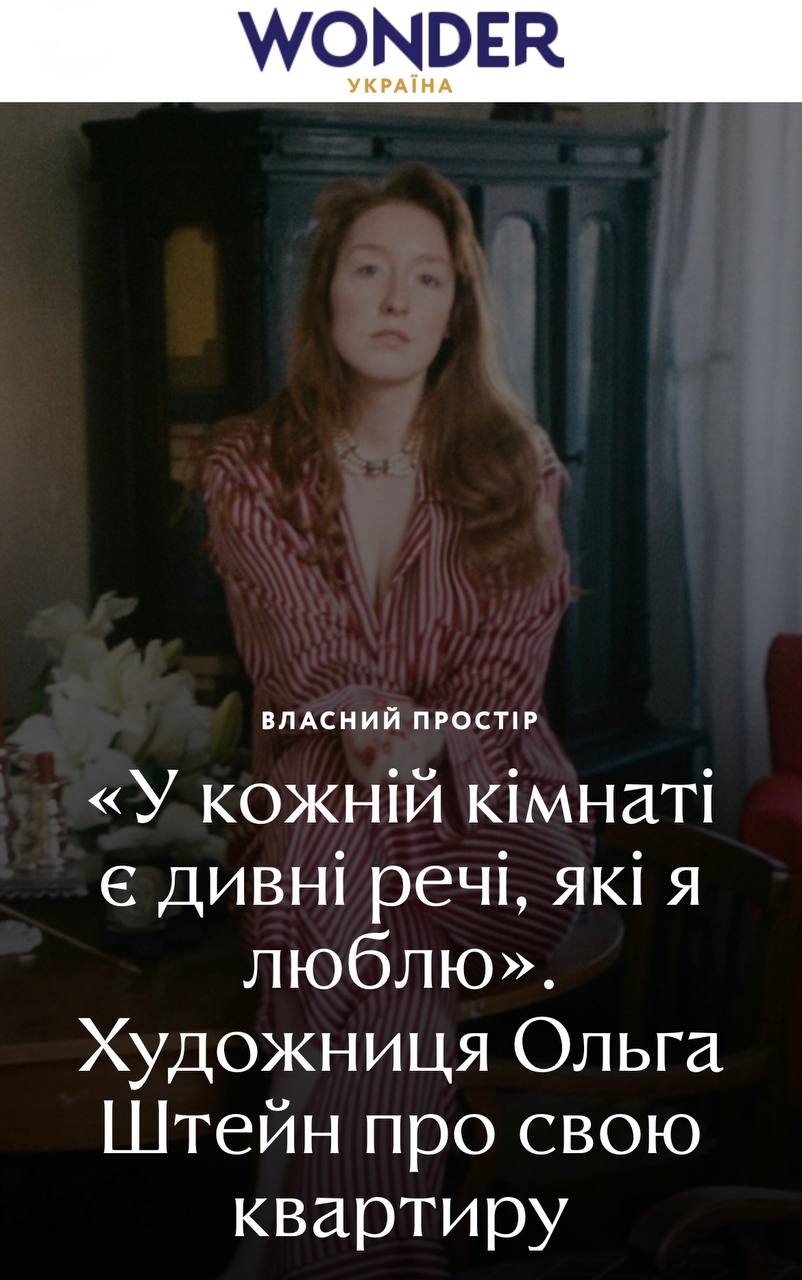 WONDER
УКРАЇНА
ВЛАСНИЙ ПРОСТІР
«У кожній кімнаті
є дивні речі, які я
люблю».
Художниця Ольга
Штейн про свою
квартиру